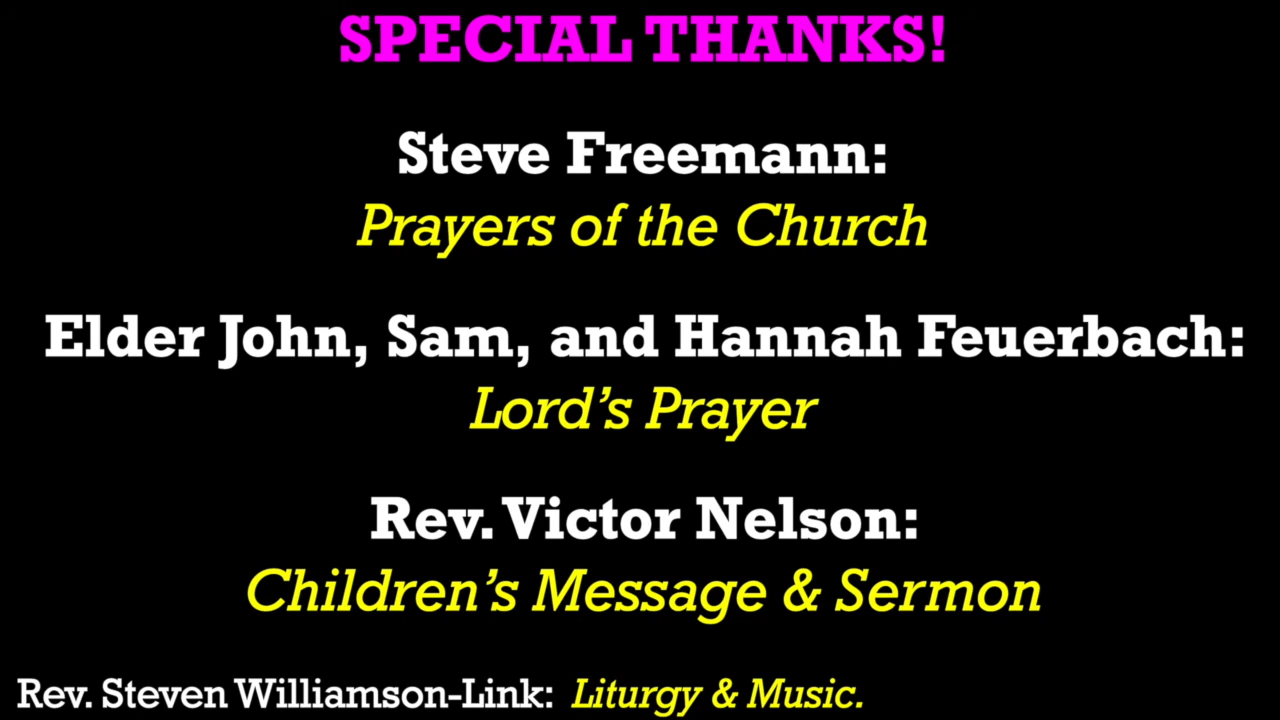 SPECIAL THANKS!
Steve Freemann:
Prayers of the Church
Elder John, Sam, and Hannah Feuerbach:
Lord’s Prayer
Rev. Victor Nelson:
Children’s Message & Sermon
Rev. Steven Williamson-Link: Liturgy & Music.